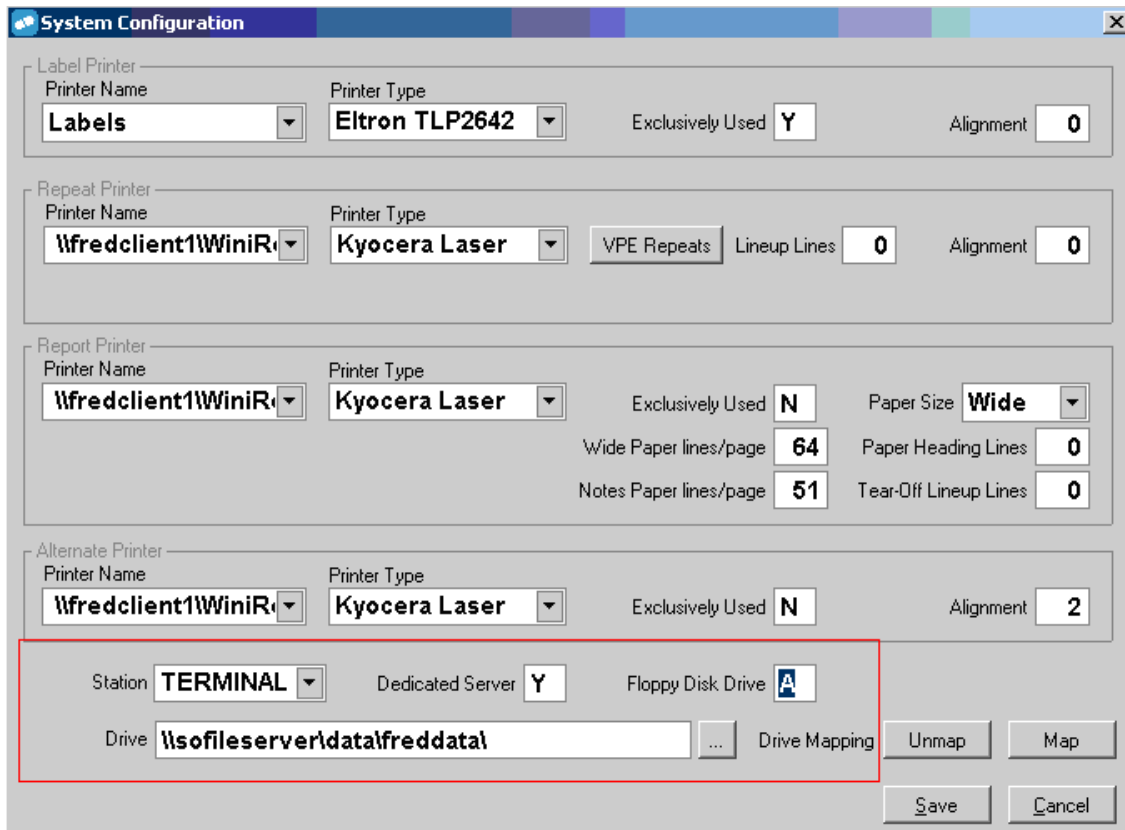 System Configuration
Label Printer
Printer Name Printer Type
Labels Eltron TLP2642 Exclusively Used Y Alignment 0
Repeat Printer
Printer Name Printer Type
\\fredclient1\WiniR Kyocera Laser VPE Repeats Lineup Lines 0 Alignment 0
Report Printer
Printer Name Printer Type
\\fredclient1\WiniR Kyocera Laser Exclusively Used N Paper Size Wide
Wide Paper lines/page 64 Paper Heading Lines 0
Notes Paper lines/page 51 Tear-Off Lineup Lines 0
Alternate Printer
Printer Name Printer Type
\\fredclient1\WiniR Kyocera Laser Exclusively Used N Alignment 2
Station TERMINAL Dedicated Server Y Floppy Disk Drive A
Drive \\sofileserver\data\freddata\ ... Drive Mapping Unmap Map
Save Cancel